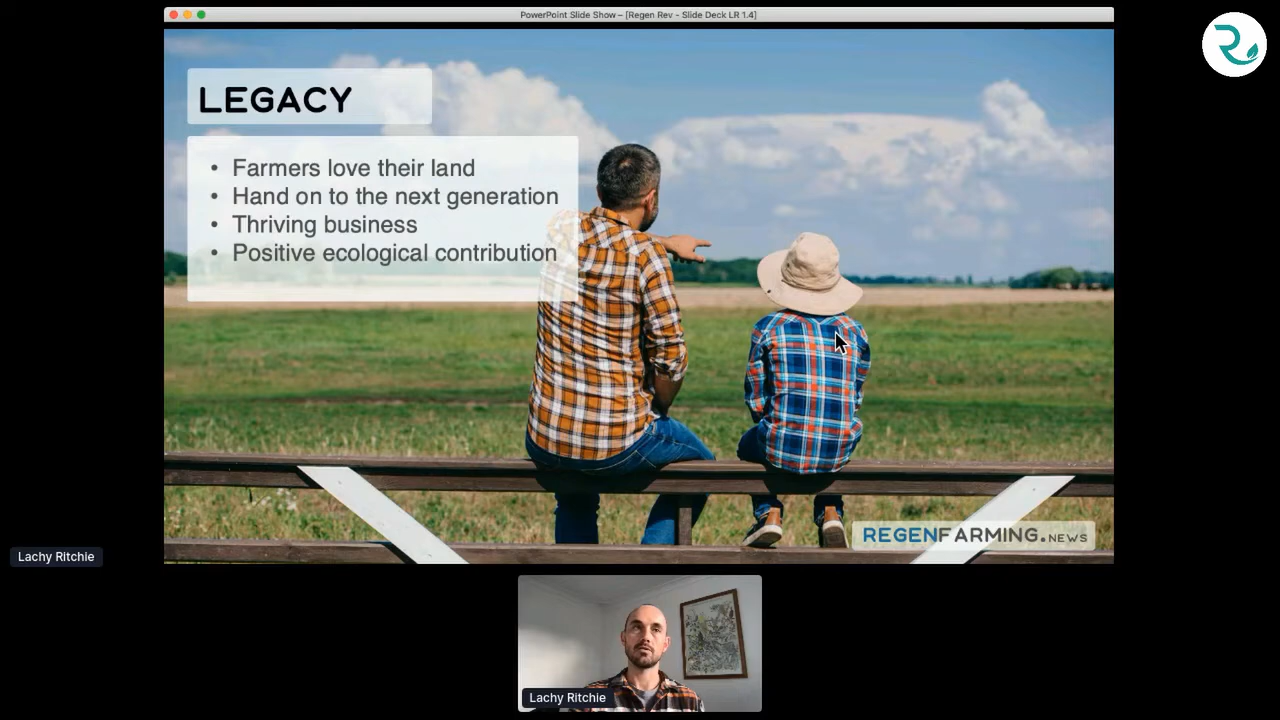 PowerPoint Slide Show – [Regen Rev - Slide Deck LR 1.4]
LEGACY
• Farmers love their land
• Hand on to the next generation
• Thriving business
• Positive ecological contribution
REGENFARMING.NEWS
Lachy Ritchie
Lachy Ritchie